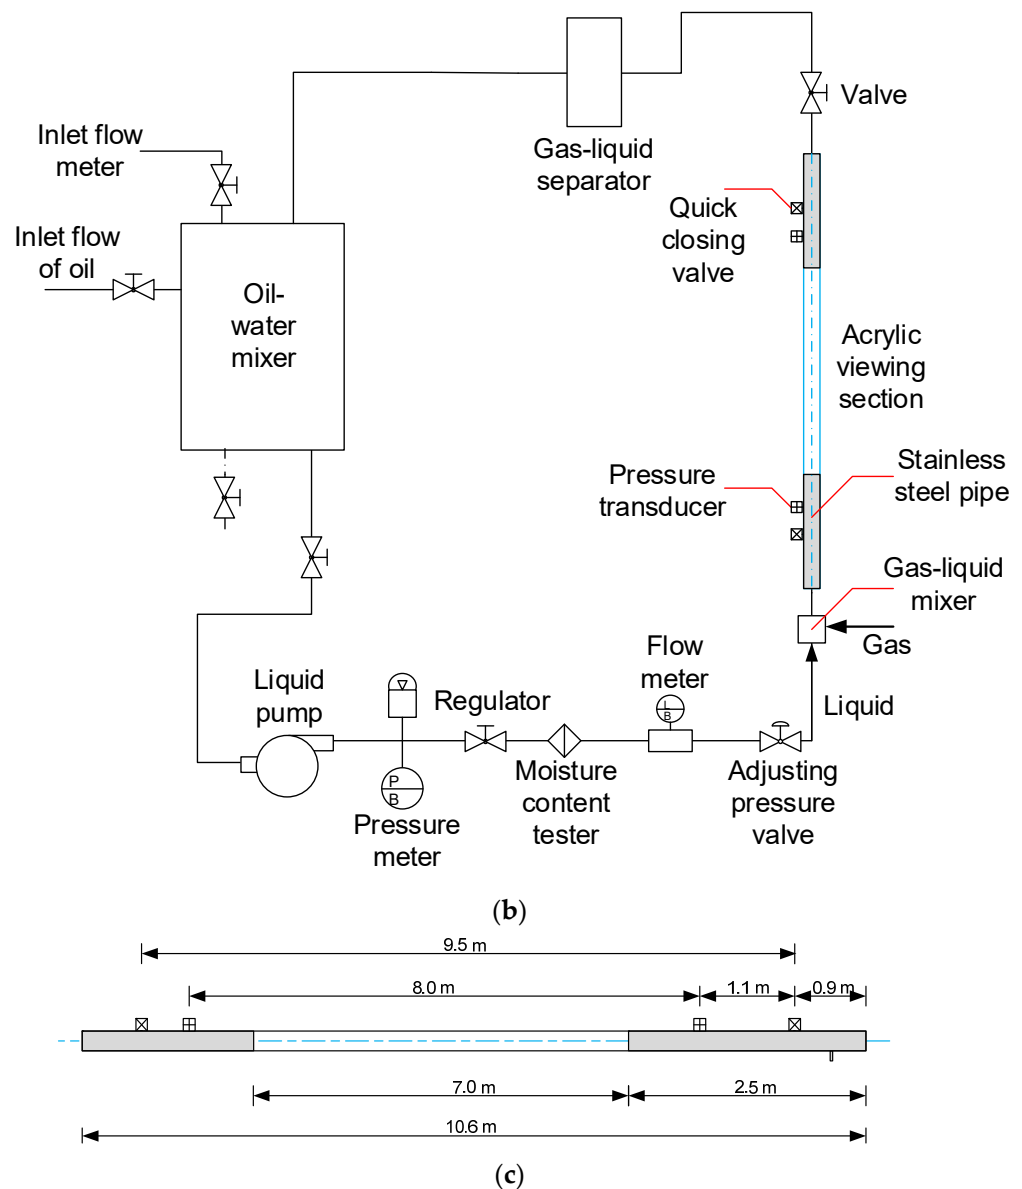 Valve
Inlet flow
meter
Gas-liquid
separator
Quick
closing
valve
Inlet flow
of oil
Oil-
water
mixer
Acrylic
viewing
section
Pressure
transducer
Stainless
steel pipe
Gas-liquid
mixer
Gas
Flow
meter
Liquid
pump
Regulator
L
B
Liquid
P
B
Moisture
content
tester
Adjusting
pressure
valve
Pressure
meter
(b)
9.5 m
8.0 m
1.1 m
0.9 m
7.0 m
2.5 m
10.6 m
(c)